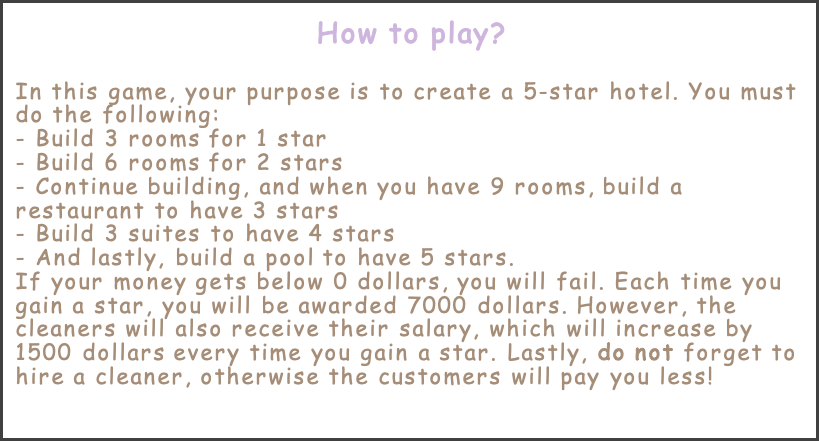 How to play?
In this game, your purpose is to create a 5-star hotel. You must
do the following:
- Build 3 rooms for 1 star
- Build 6 rooms for 2 stars
- Continue building, and when you have 9 rooms, build a
restaurant to have 3 stars
- Build 3 suites to have 4 stars
- And lastly, build a pool to have 5 stars.
If your money gets below 0 dollars, you will fail. Each time you
gain a star, you will be awarded 7000 dollars. However, the
cleaners will also receive their salary, which will increase by
1500 dollars every time you gain a star. Lastly, do not forget to
hire a cleaner, otherwise the customers will pay you less!